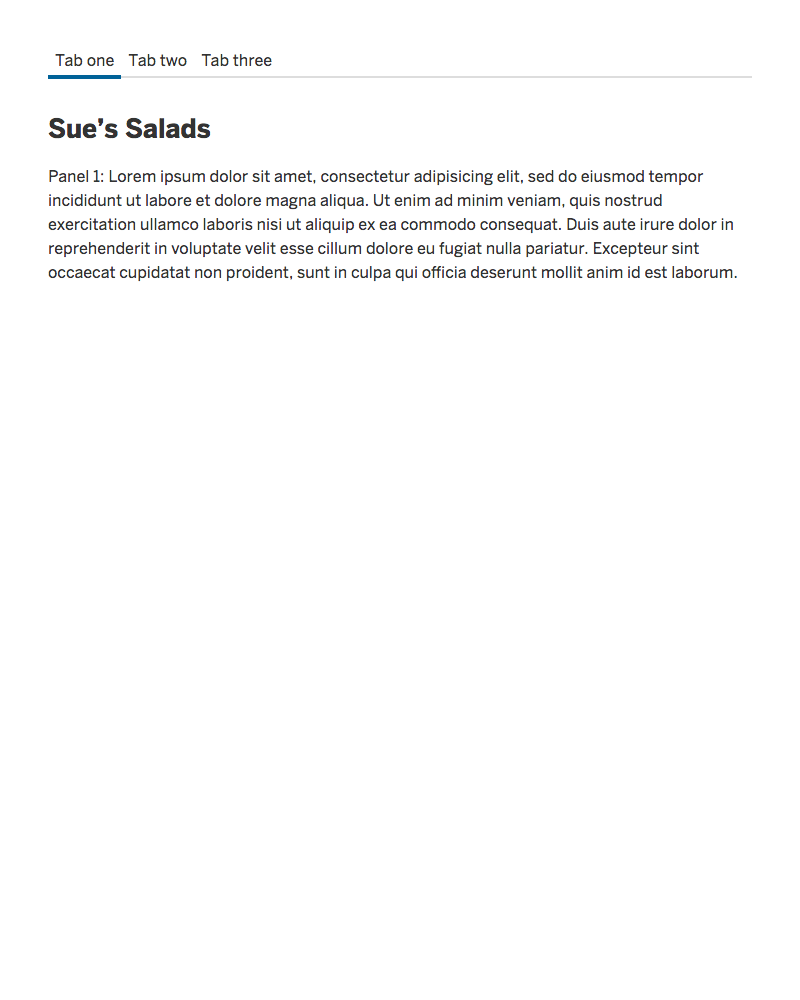 Tab one Tab two Tab three
Sue’s Salads
Panel 1: Lorem ipsum dolor sit amet, consectetur adipisicing elit, sed do eiusmod tempor
incididunt ut labore et dolore magna aliqua. Ut enim ad minim veniam, quis nostrud
exercitation ullamco laboris nisi ut aliquip ex ea commodo consequat. Duis aute irure dolor in
reprehenderit in voluptate velit esse cillum dolore eu fugiat nulla pariatur. Excepteur sint
occaecat cupidatat non proident, sunt in culpa qui officia deserunt mollit anim id est laborum.